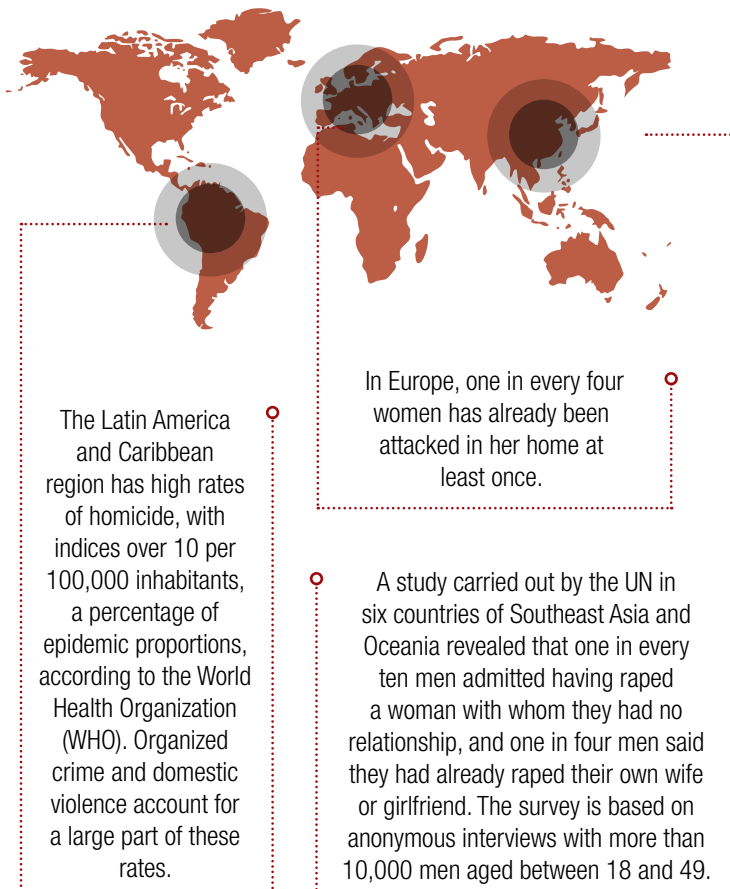 In Europe, one in every four
women has already been
attacked in her home at
least once.
The Latin America
and Caribbean
region has high rates
of homicide, with
indices over 10 per
100,000 inhabitants,
a percentage of
epidemic proportions,
according to the World
Health Organization
(WHO). Organized
crime and domestic
violence account for
a large part of these
rates.
A study carried out by the UN in
six countries of Southeast Asia and
Oceania revealed that one in every
ten men admitted having raped
a woman with whom they had no
relationship, and one in four men said
they had already raped their own wife
or girlfriend. The survey is based on
anonymous interviews with more than
10,000 men aged between 18 and 49.